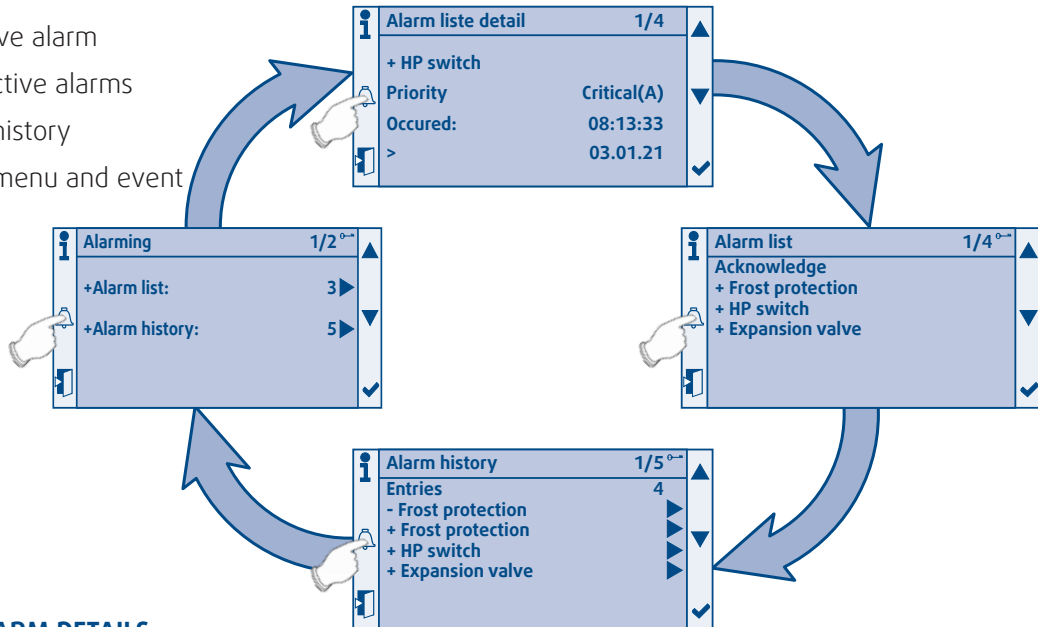 ve alarm
ctive alarms
history
menu and event
Alarm liste detail 1/4
+ HP switch
Priority Critical(A)
Occured: 08:13:33
> 03.01.21
Alarming 1/2
+Alarm list: 3
+Alarm history: 5
Alarm list 1/4
Acknowledge
+ Frost protection
+ HP switch
+ Expansion valve
Alarm history 1/5
Entries 4
- Frost protection
+ Frost protection
+ HP switch
+ Expansion valve
ARM DETAILS